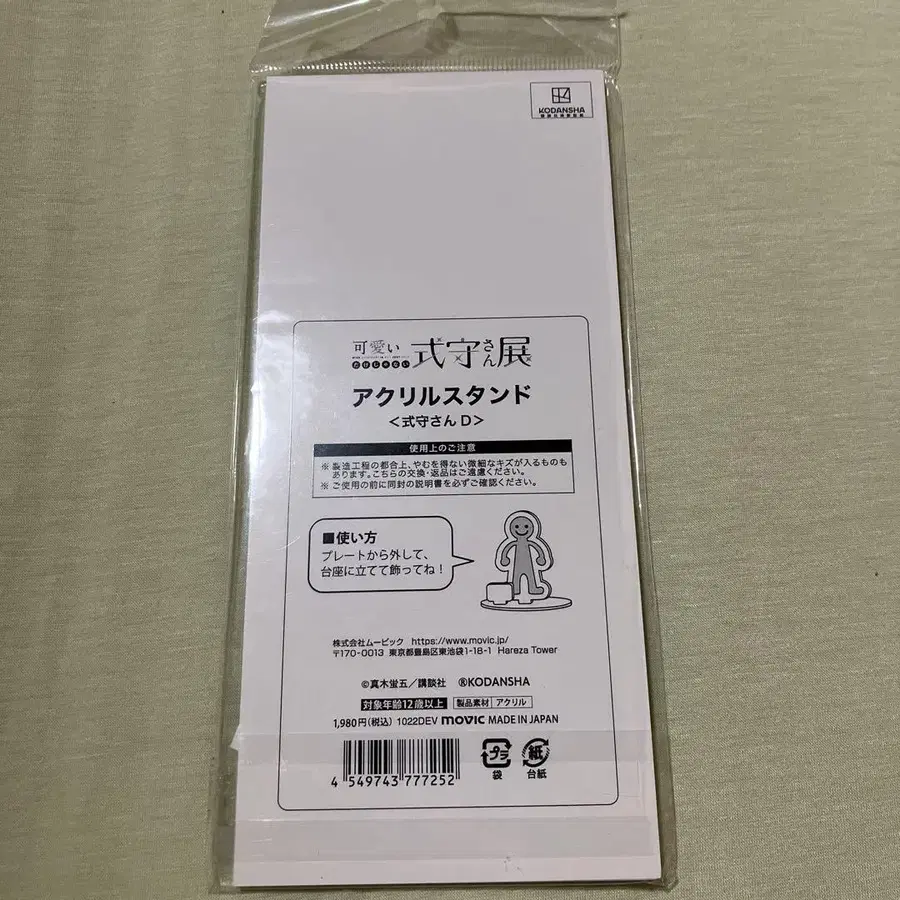 KODANSHA
可愛い
だけじゃない
式守さん展
アクリルスタンド
＜式守さん D＞
使用上のご注意
※製造工程の都合上、やむを得ない微細なキズが入るものも
あります。こちらの交換・返品はご遠慮ください。
※ご使用の前に同封の説明書を必ずご確認ください。
■使い方
プレートから外して、
台座に立てて飾ってね！
株式会社ムービック https://www.movic.jp/
〒170-0013 東京都豊島区東池袋1-18-1 Hareza Tower
©真木蛍五／講談社 ®KODANSHA
対象年齢12歳以上 製品素材 アクリル
1,980円(税込) 1022DEV movic MADE IN JAPAN
4 549743 777252
プラ 紙
袋 台紙